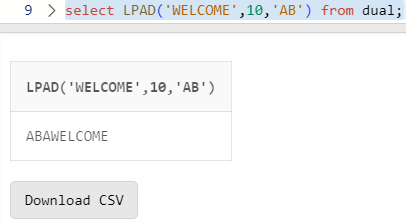 9 select LPAD('WELCOME',10,'AB') from dual;
LPAD('WELCOME',10,'AB')
ABAWELCOME
Download CSV